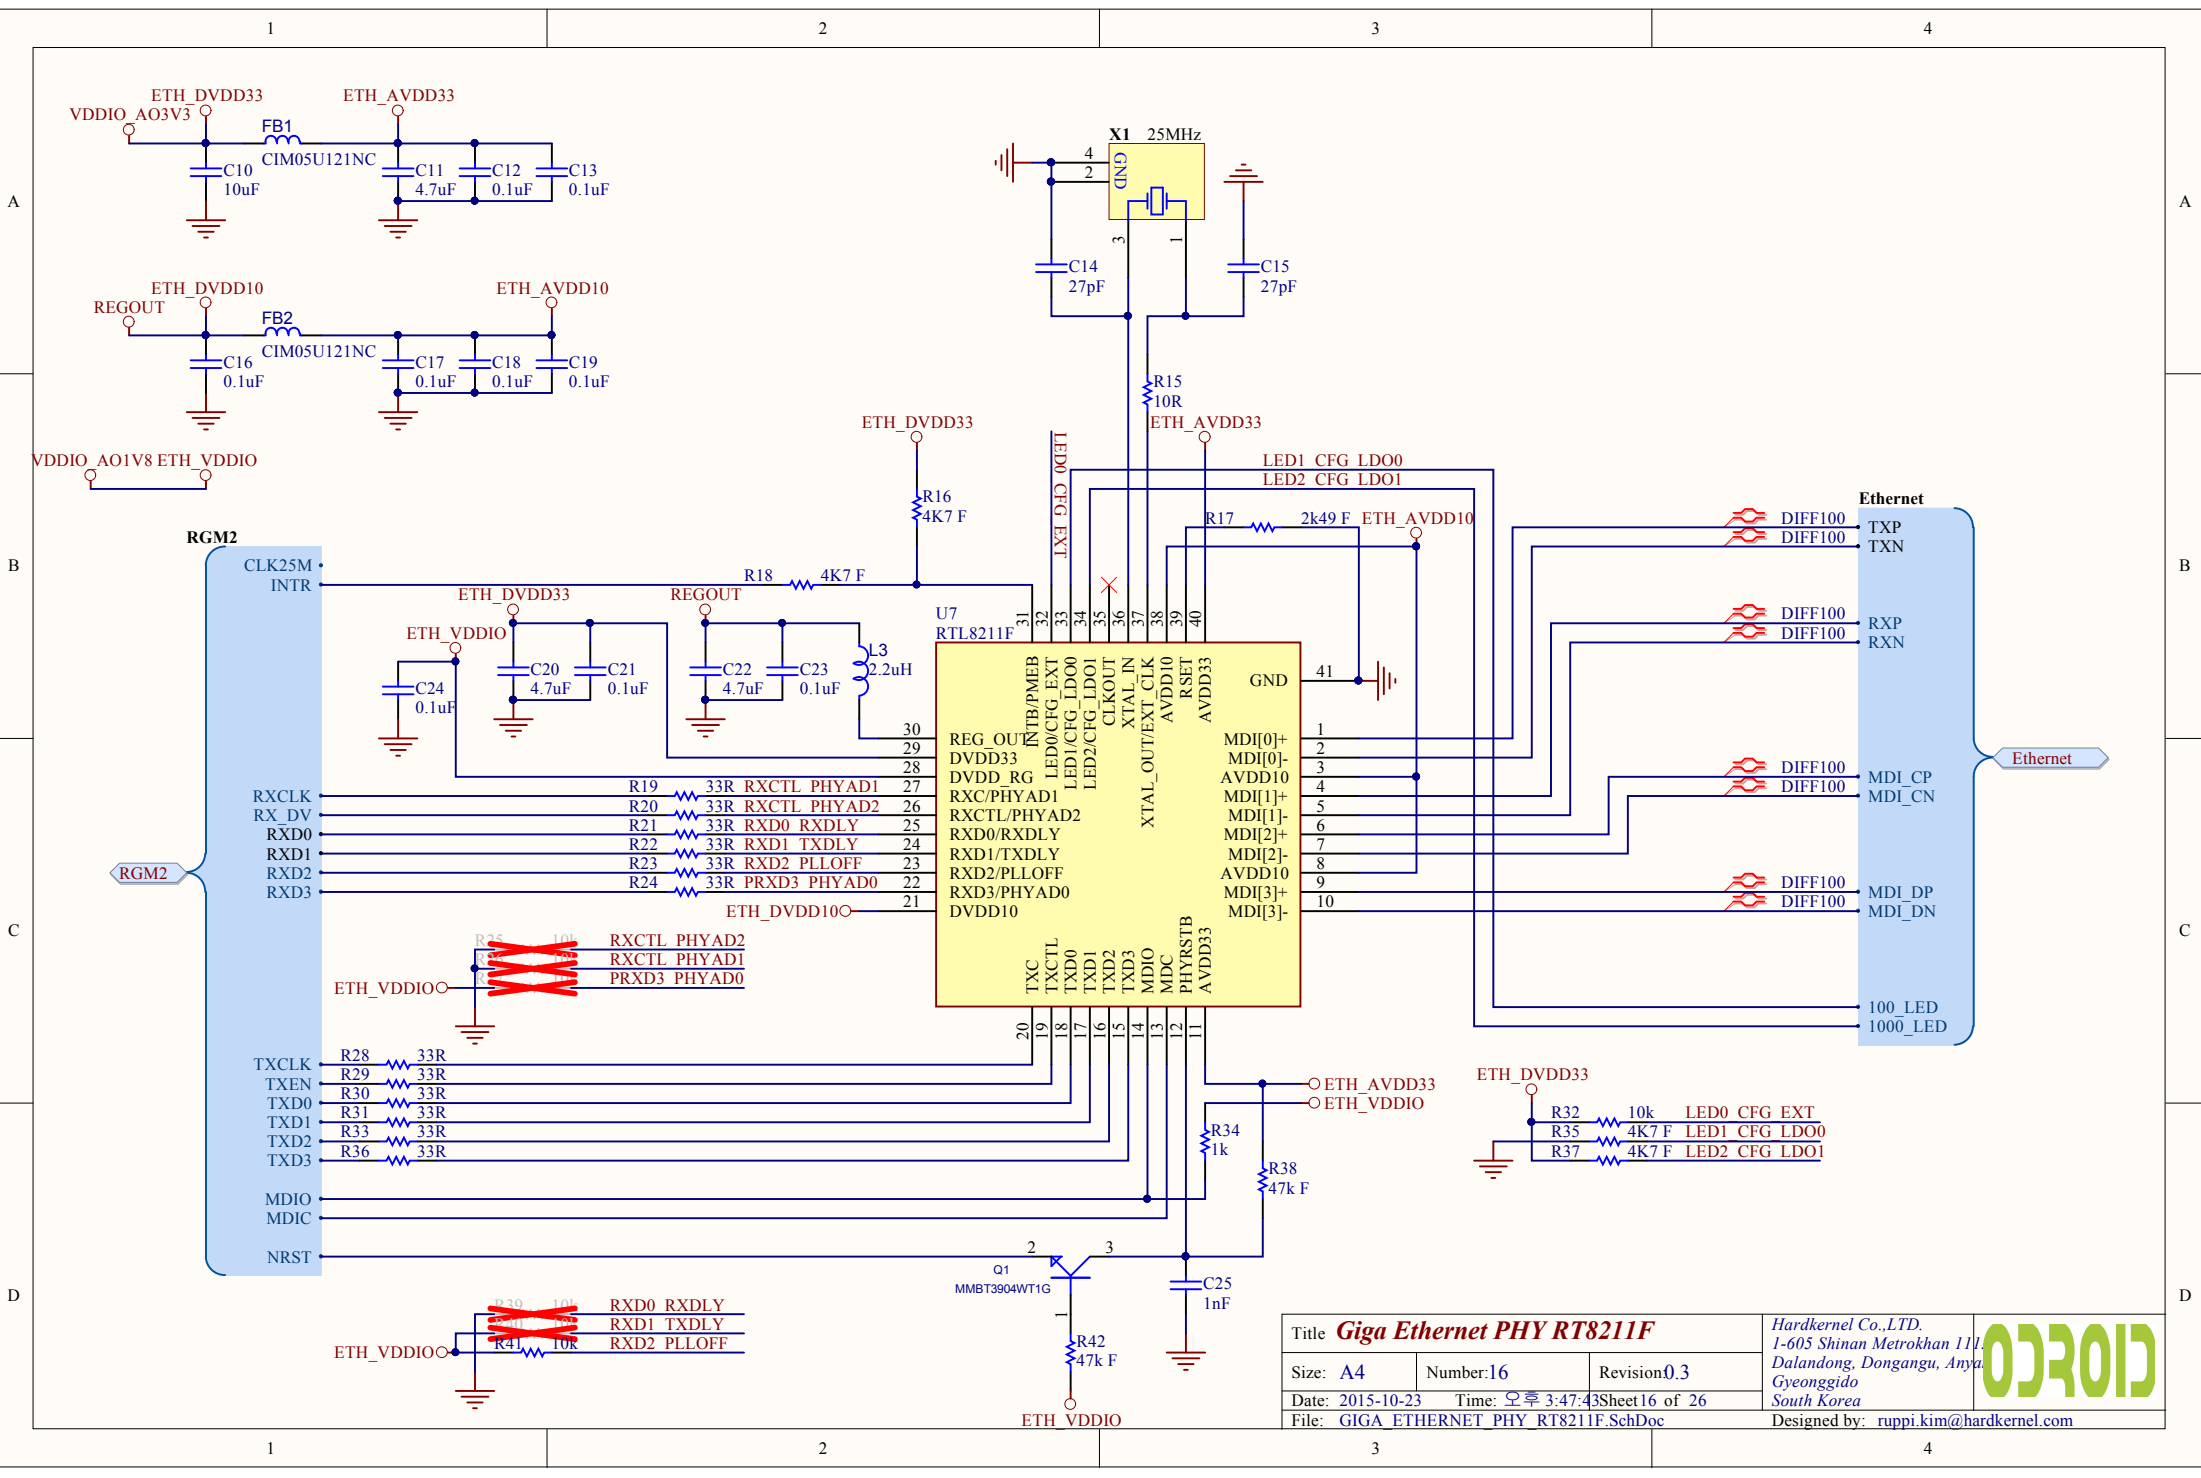 1 2 3 4
A
A
ETH_DVDD33
VDDIO_AO3V3
FB1
CIM05U121NC
ETH_AVDD33
C10
10uF
C11
4.7uF
C12
0.1uF
C13
0.1uF
ETH_DVDD10
REGOUT
FB2
CIM05U121NC
ETH_AVDD10
C16
0.1uF
C17
0.1uF
C18
0.1uF
C19
0.1uF
VDDIO_AO1V8 ETH_VDDIO
X1 25MHz
4
2
GND
3
1
C14
27pF
C15
27pF
R15
10R
ETH_DVDD33
R16
4K7 F
LED0_CFG_EXT
ETH_AVDD33
LED1_CFG_LDO0
LED2_CFG_LDO1
R17 2k49 F
ETH_AVDD10
B
B
RGM2
CLK25M
INTR
R18 4K7 F
ETH_DVDD33
ETH_VDDIO
C24
0.1uF
C20
4.7uF
C21
0.1uF
REGOUT
C22
4.7uF
C23
0.1uF
L3
2.2uH
U7
RTL8211F
31 INTB/PMEB
32 LED0/CFG_EXT
33 LED1/CFG_LDO0
34 LED2/CFG_LDO1
35 CLKOUT
36 XTAL_IN
37 XTAL_OUT/EXT_CLK
38 AVDD10
39 RSET
40 AVDD33
GND 41
30 REG_OUT
29 DVDD33
28 DVDD_RG
27 RXC/PHYAD1
26 RXCTL/PHYAD2
25 RXD0/RXDLY
24 RXD1/TXDLY
23 RXD2/PLLOFF
22 RXD3/PHYAD0
21 DVDD10
MDI[0]+ 1
MDI[0]- 2
AVDD10 3
MDI[1]+ 4
MDI[1]- 5
MDI[2]+ 6
MDI[2]- 7
AVDD10 8
MDI[3]+ 9
MDI[3]- 10
20 TXC
19 TXCTL
18 TXD0
17 TXD1
16 TXD2
15 TXD3
14 MDIO
13 MDC
12 PHYRSTB
11 AVDD33
RXCLK R19 33R RXCTL_PHYAD1
RX_DV R20 33R RXCTL_PHYAD2
RXD0 R21 33R RXD0_RXDLY
RXD1 R22 33R RXD1_TXDLY
RXD2 R23 33R RXD2_PLLOFF
RXD3 R24 33R PRXD3_PHYAD0
ETH_DVDD10
RGM2
C
C
R25 10k RXCTL_PHYAD2
RXCTL_PHYAD1
ETH_VDDIO PRXD3_PHYAD0
TXCLK R28 33R
TXEN R29 33R
TXD0 R30 33R
TXD1 R31 33R
TXD2 R33 33R
TXD3 R36 33R
MDIO
MDIC
NRST
ETH_AVDD33
ETH_VDDIO
R34
1k
R38
47k F
2
3
1
Q1
MMBT3904WT1G
C25
1nF
R42
47k F
ETH_VDDIO
R39 10k RXD0_RXDLY
RXD1_TXDLY
ETH_VDDIO R41 10k RXD2_PLLOFF
Ethernet
DIFF100 TXP
DIFF100 TXN
DIFF100 RXP
DIFF100 RXN
DIFF100 MDI_CP
DIFF100 MDI_CN
DIFF100 MDI_DP
DIFF100 MDI_DN
100_LED
1000_LED
Ethernet
ETH_DVDD33
R32 10k LED0_CFG_EXT
R35 4K7 F LED1_CFG_LDO0
R37 4K7 F LED2_CFG_LDO1
D
D
Title Giga Ethernet PHY RT8211F
Size: A4 Number:16 Revision:0.3
Date: 2015-10-23 Time: 오후 3:47:43 Sheet16 of 26
File: GIGA_ETHERNET_PHY_RT8211F.SchDoc
Hardkernel Co.,LTD.
1-605 Shinan Metrokhan 111
Dalandong, Dongangu, Anya
Gyeonggido
South Korea
Designed by: ruppi.kim@hardkernel.com
ODROID
1 2 3 4